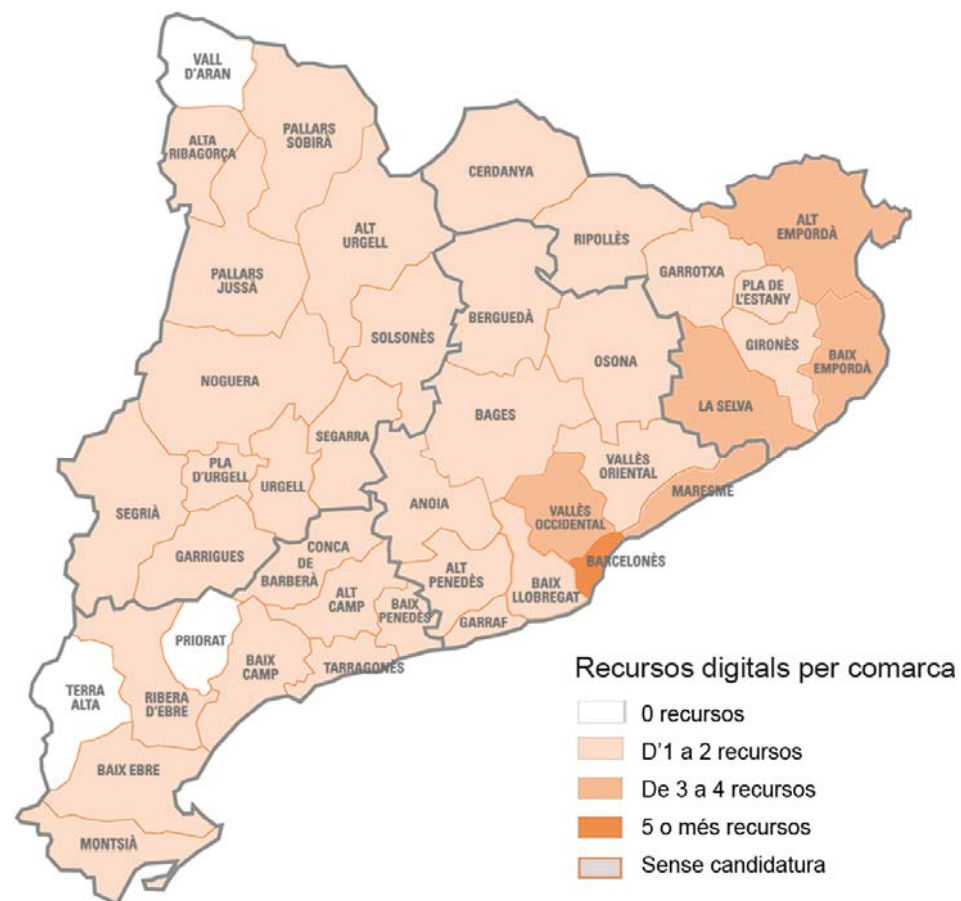 VALL
D'ARAN
ALTA
RIBAGORÇA
PALLARS
SOBIRÀ
CERDANYA
RIPOLLÈS
ALT
EMPORDÀ
ALT
URGELL
GARROTXA
PLA DE
L'ESTANY
PALLARS
JUSSÀ
BERGUEDÀ
SOLSONÈS
OSONA
GIRONÈS
BAIX
EMPORDÀ
NOGUERA
BAGES
LA SELVA
SEGARRA
PLA
D'URGELL
URGELL
VALLÈS
ORIENTAL
SEGRIÀ
ANOIA
VALLÈS
OCCIDENTAL
MARESME
GARRIGUES
CONCA
DE
BARBERÀ
ALT
PENEDÈS
BAIX
LLOBREGAT
BARCELONÈS
ALT
CAMP
BAIX
PENEDÈS
GARRAF
PRIORAT
BAIX
CAMP
TARRAGONÈS
TERRA
ALTA
RIBERA
D'EBRE
BAIX EBRE
MONTSIÀ
Recursos digitals per comarca
0 recursos
D'1 a 2 recursos
De 3 a 4 recursos
5 o més recursos
Sense candidatura